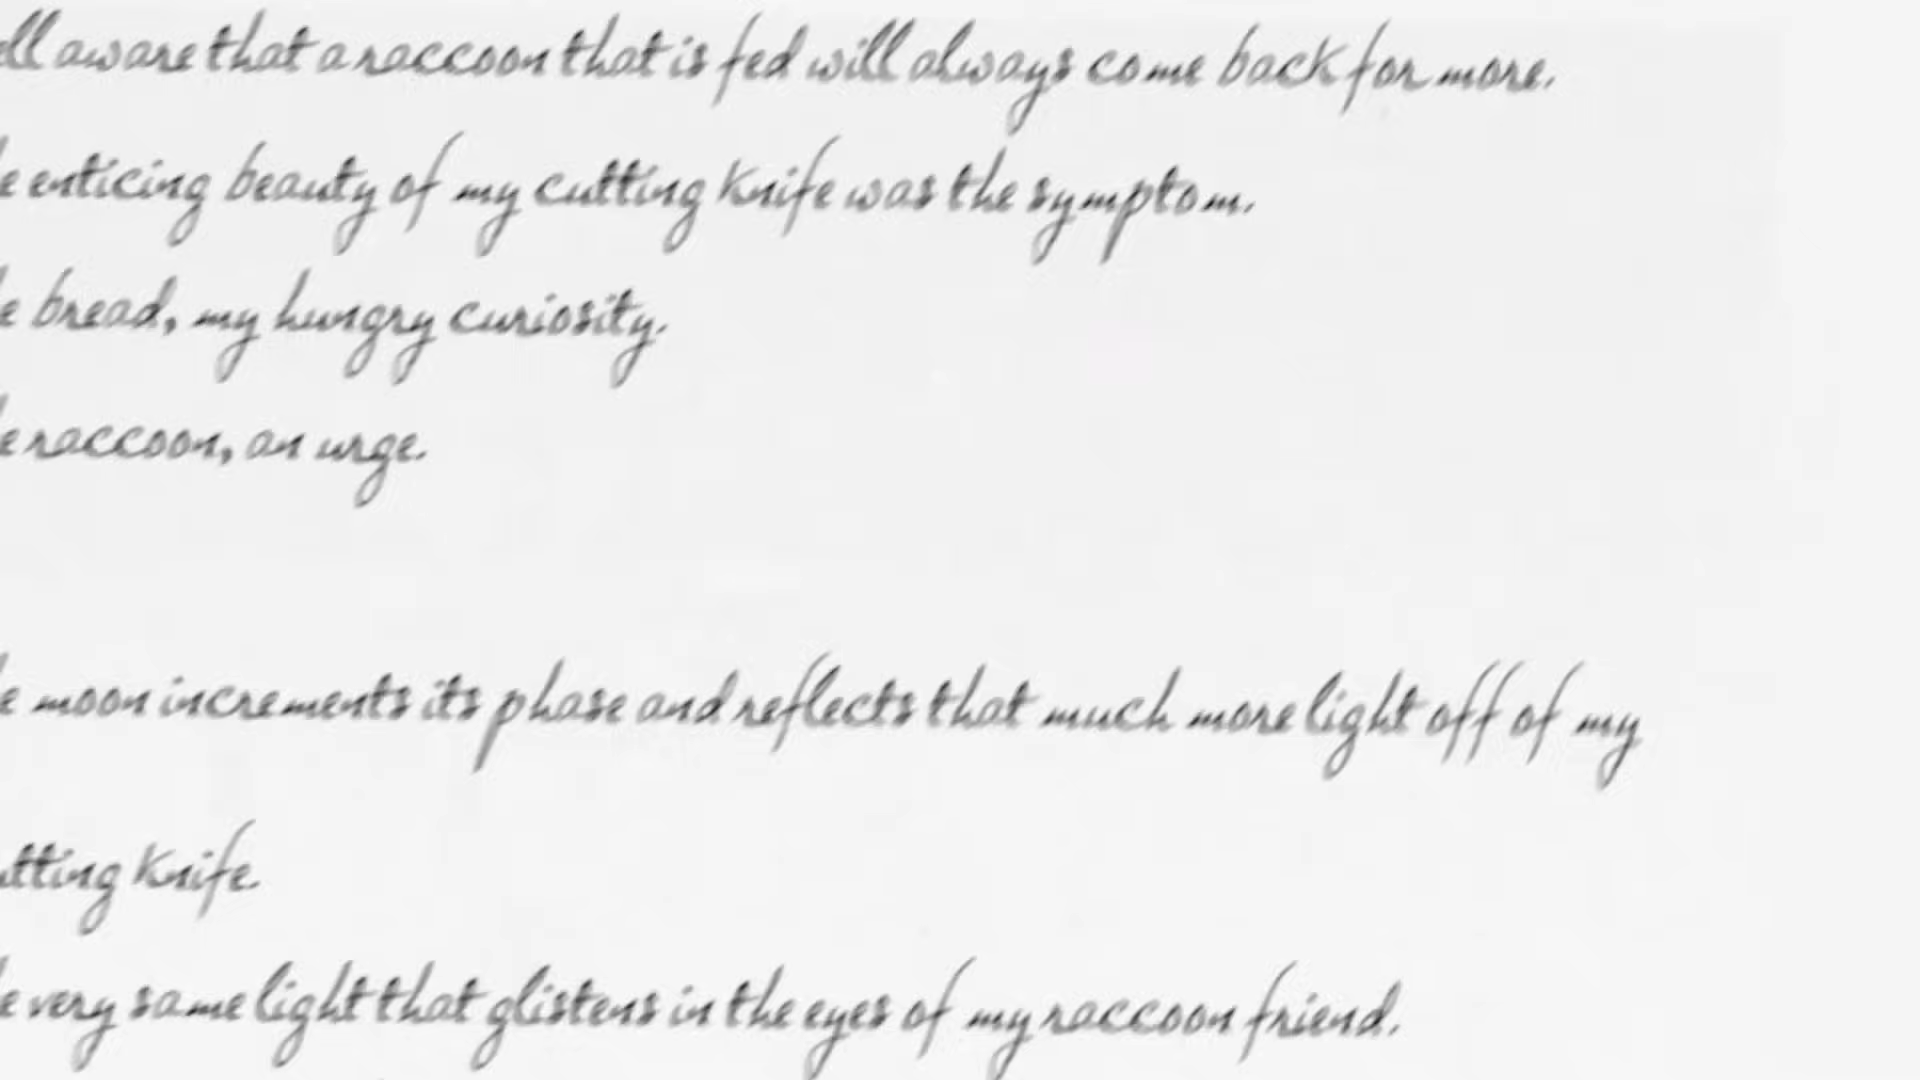 ell aware that a raccoon that is fed will always come back for more.
e enticing beauty of my cutting knife was the symptom.
e bread, my hungry curiosity.
e raccoon, an urge.
e moon increments its phase and reflects that much more light off of my
utting knife.
e very same light that glistens in the eyes of my raccoon friend.